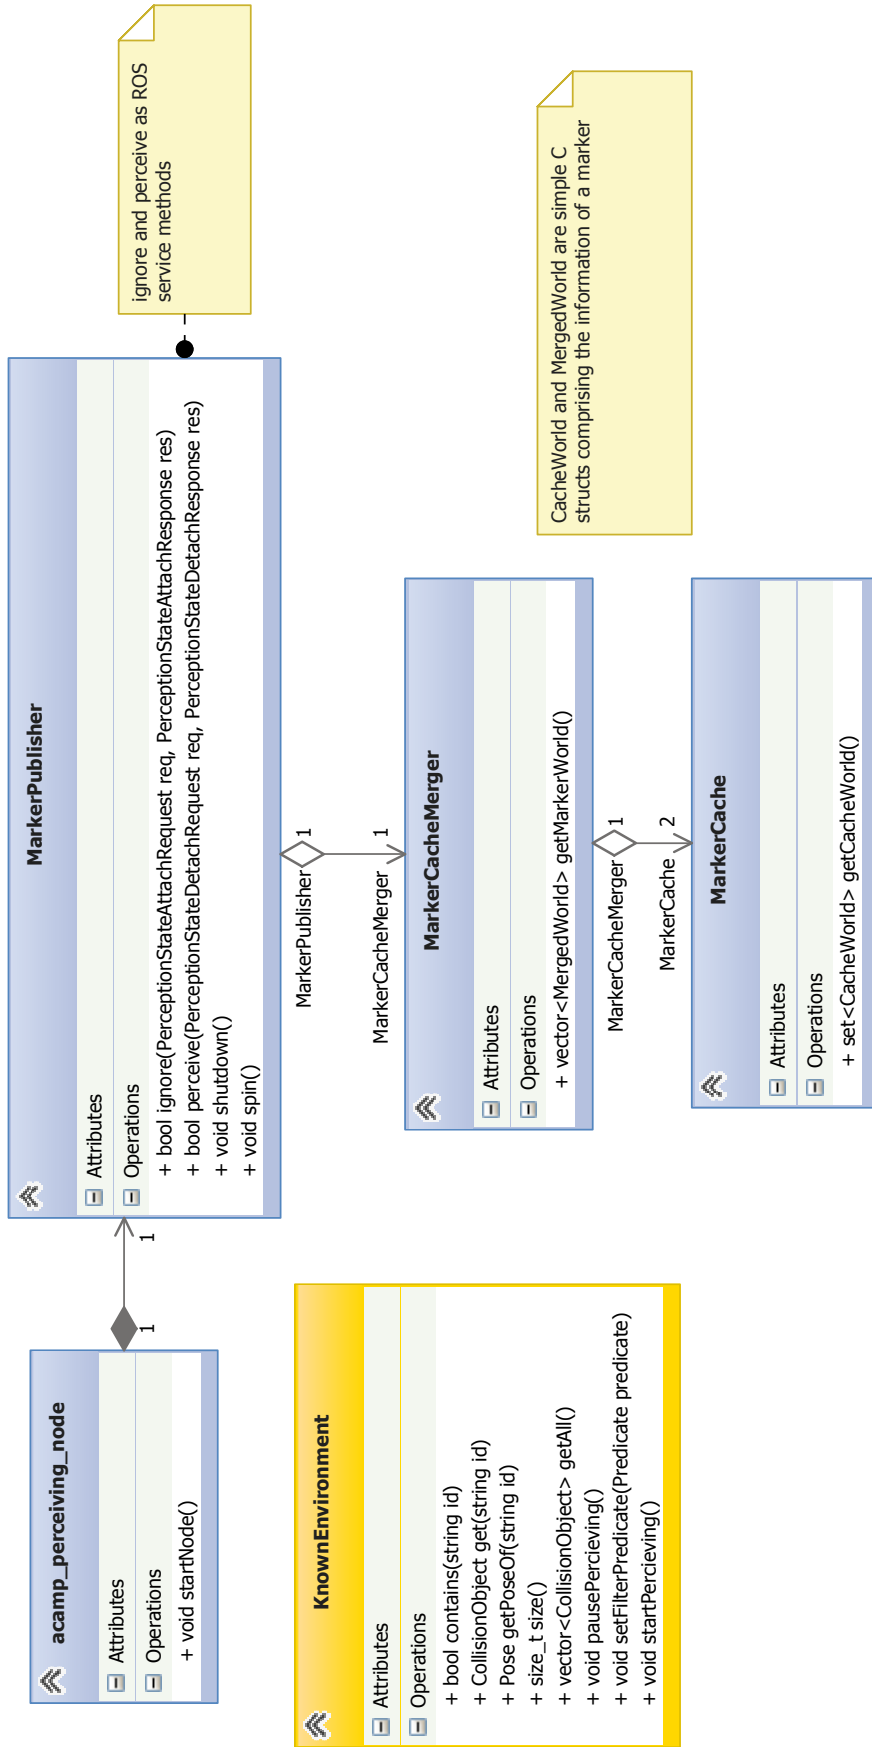 acamp_perceiving_node
Attributes
Operations
+ void startNode()
1
1
MarkerPublisher
Attributes
Operations
+ bool ignore(PerceptionStateAttachRequest req, PerceptionStateAttachResponse res)
+ bool perceive(PerceptionStateDetachRequest req, PerceptionStateDetachResponse res)
+ void shutdown()
+ void spin()
ignore and perceive as ROS
service methods
KnownEnvironment
Attributes
Operations
+ bool contains(string id)
+ CollisionObject get(string id)
+ Pose getPoseOf(string id)
+ size_t size()
+ vector<CollisionObject> getAll()
+ void pausePercieving()
+ void setFilterPredicate(Predicate predicate)
+ void startPercieving()
MarkerPublisher 1
MarkerCacheMerger 1
MarkerCacheMerger
Attributes
Operations
+ vector<MergedWorld> getMarkerWorld()
CacheWorld and MergedWorld are simple C
structs comprising the information of a marker
MarkerCacheMerger 1
MarkerCache 2
MarkerCache
Attributes
Operations
+ set<CacheWorld> getCacheWorld()